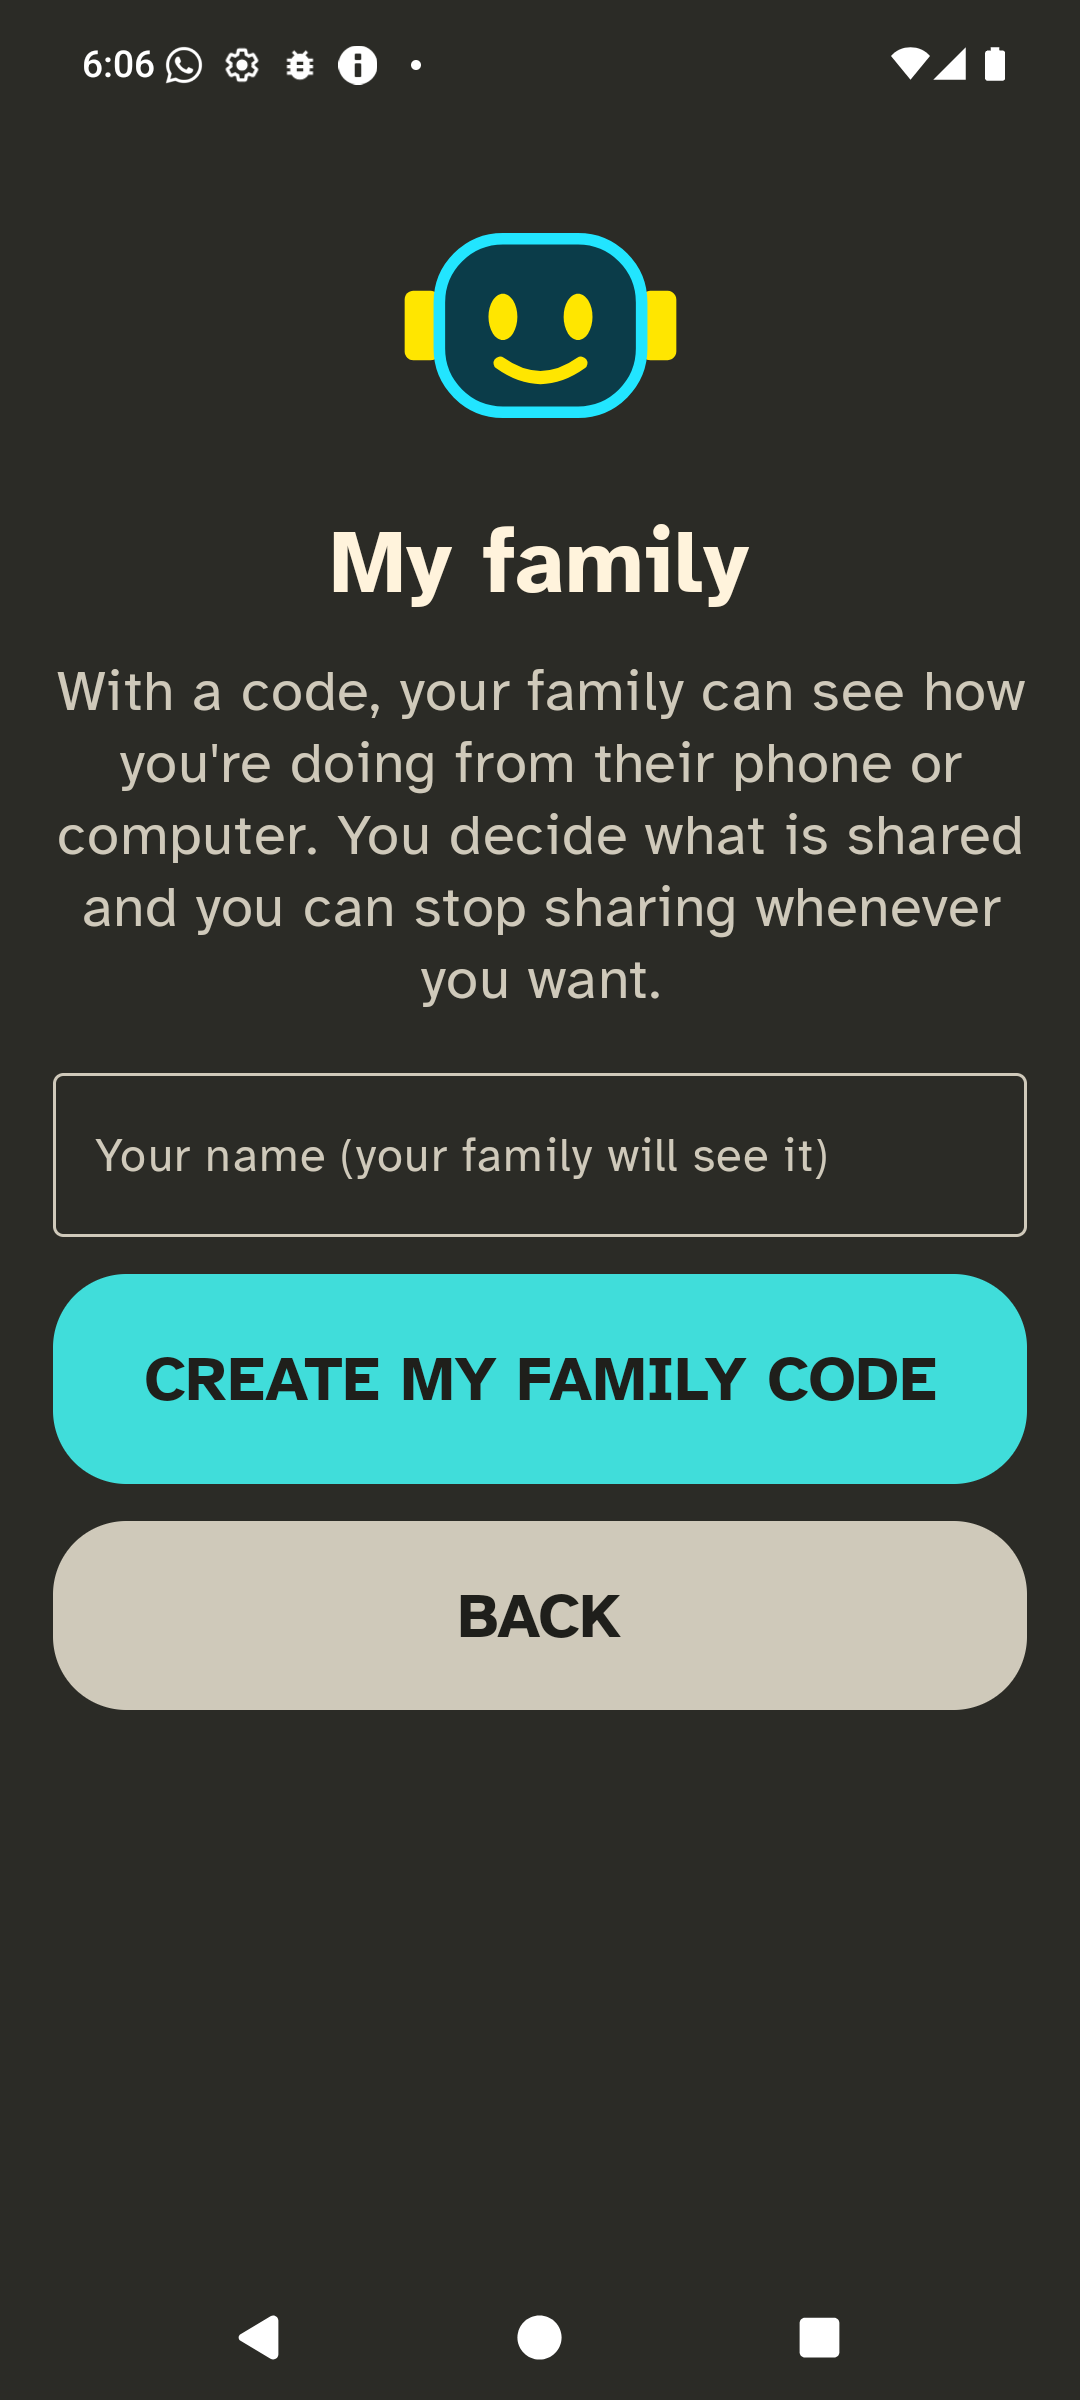 6:06
My family
With a code, your family can see how
you're doing from their phone or
computer. You decide what is shared
and you can stop sharing whenever
you want.
Your name (your family will see it)
CREATE MY FAMILY CODE
BACK